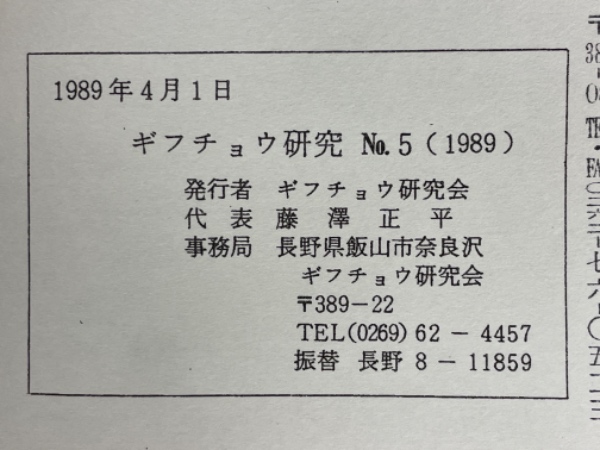 1989年4月1日
ギフチョウ研究 No.5(1989)
発行者 ギフチョウ研究会
代表 藤澤正平
事務局 長野県飯山市奈良沢
ギフチョウ研究会
〒389-22
TEL(0269)62-4457
振替 長野 8-11859